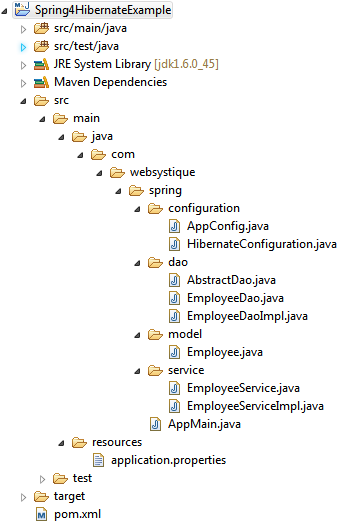 Spring4HibernateExample
src/main/java
src/test/java
JRE System Library [jdk1.6.0_45]
Maven Dependencies
src
main
java
com
websystique
spring
configuration
AppConfig.java
HibernateConfiguration.java
dao
AbstractDao.java
EmployeeDao.java
EmployeeDaoImpl.java
model
Employee.java
service
EmployeeService.java
EmployeeServiceImpl.java
AppMain.java
resources
application.properties
test
target
pom.xml